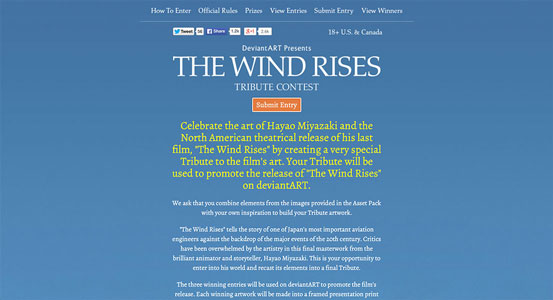 How To Enter Official Rules Prizes View Entries Submit Entry View Winners
Tweet 56 Share 1.2k +1 2.6k 18+ U.S. & Canada
DeviantART Presents
THE WIND RISES
TRIBUTE CONTEST
Submit Entry
Celebrate the art of Hayao Miyazaki and the
North American theatrical release of his last
film, "The Wind Rises" by creating a very special
Tribute to the film's art. Your Tribute will be
used to promote the release of "The Wind Rises"
on deviantART.
We ask that you combine elements from the images provided in the Asset Pack
with your own inspiration to build your Tribute artwork.
"The Wind Rises" tells the story of one of Japan's most important aviation
engineers against the backdrop of the major events of the 20th century. Critics
have been overwhelmed by the artistry in this final masterwork from the
brilliant animator and storyteller, Hayao Miyazaki. This is your opportunity to
enter into his world and recast its elements into a final Tribute.
The three winning entries will be used on deviantART to promote the film's
release. Each winning artwork will be made into a framed presentation print